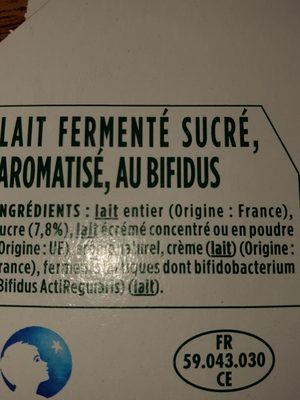 LAIT FERMENTÉ SUCRÉ,
AROMATISÉ, AU BIFIDUS
INGRÉDIENTS : lait entier (Origine : France),
sucre (7,8%), lait écrémé concentré ou en poudre
(Origine : UE), arôme naturel, crème (lait) (Origine :
France), ferments lactiques dont bifidobacterium
(Bifidus ActiRegularis) (lait).
FR
59.043.030
CE